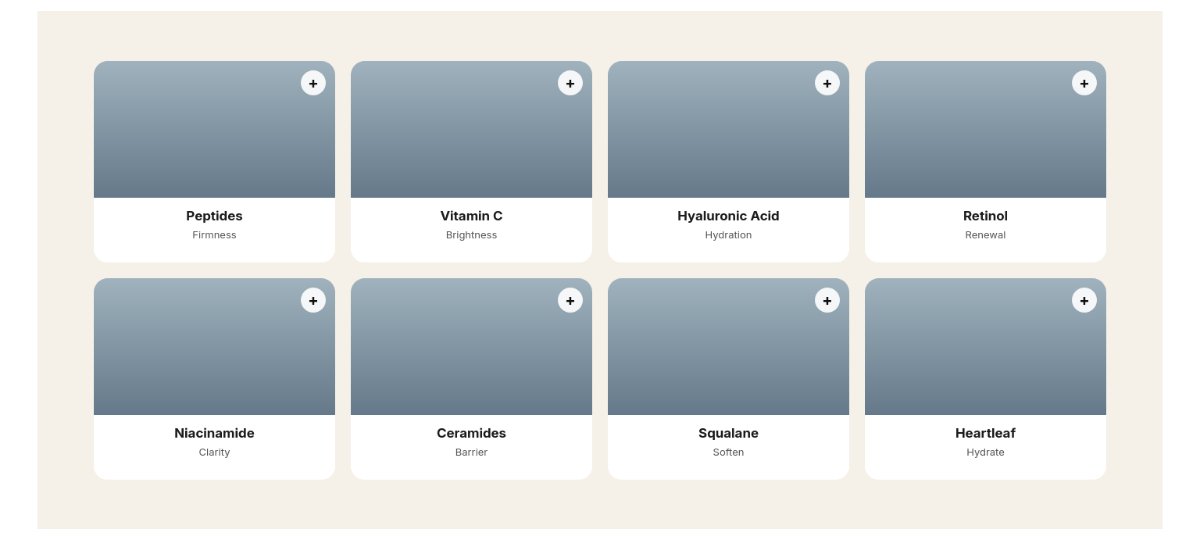 +
+
+
+
Peptides
Vitamin C
Hyaluronic Acid
Retinol
Firmness
Brightness
Hydration
Renewal
+
+
+
+
Niacinamide
Ceramides
Squalane
Heartleaf
Clarity
Barrier
Soften
Hydrate